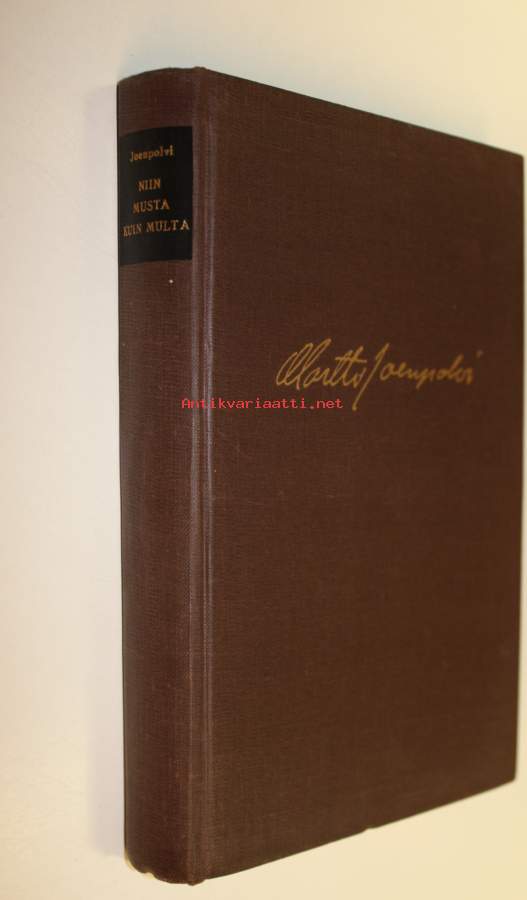 Joenpolvi
NIIN
MUSTA
KUIN MULTA
Martti Joenpolvi
Antikvariaatti.net